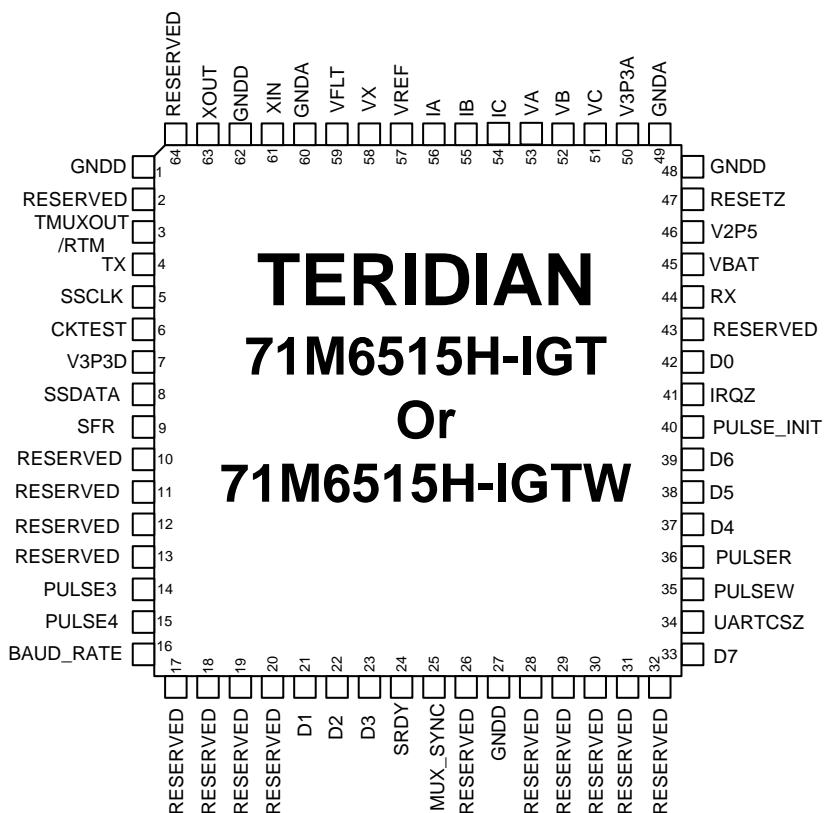 RESERVED
XOUT
GNDD
XIN
GNDA
VFLT
VX
VREF
IA
IB
IC
VA
VB
VC
V3P3A
GNDA
64
63
62
61
60
59
58
57
56
55
54
53
52
51
50
49
GNDD
1
RESERVED
2
TMUXOUT
/RTM
3
TX
4
SSCLK
5
CKTEST
6
V3P3D
7
SSDATA
8
SFR
9
RESERVED
10
RESERVED
11
RESERVED
12
RESERVED
13
PULSE3
14
PULSE4
15
BAUD_RATE
16
TERIDIAN
71M6515H-IGT
Or
71M6515H-IGTW
48
GNDD
47
RESETZ
46
V2P5
45
VBAT
44
RX
43
RESERVED
42
D0
41
IRQZ
40
PULSE_INIT
39
D6
38
D5
37
D4
36
PULSER
35
PULSEW
34
UARTCSZ
33
D7
17
18
19
20
21
22
23
24
25
26
27
28
29
30
31
32
RESERVED
RESERVED
RESERVED
RESERVED
D1
D2
D3
SRDY
MUX_SYNC
RESERVED
GNDD
RESERVED
RESERVED
RESERVED
RESERVED
RESERVED